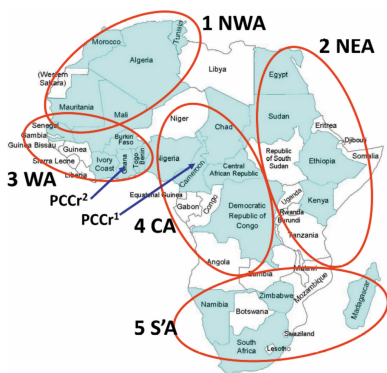 1 NWA
2 NEA
Morocco
Tunisia
Algeria
(Western
Sahara)
Libya
Egypt
Mauritania
Mali
Niger
Chad
Sudan
Eritrea
Djibouti
Senegal
Gambia
Guinea Bissau
Guinea
Sierra Leone
Liberia
Ivory
Coast
Burkin
Faso
Ghana
Togo
Benin
Nigeria
Cameroon
Central
African Republic
Republic
of South
Sudan
Ethiopia
Somalia
3 WA
PCCr²
PCCr¹
4 CA
Equatorial Guinea
Gabon
Congo
Democratic
Republic of
Congo
Uganda
Kenya
Rwanda
Burundi
Tanzania
Angola
Zambia
Malawi
Mozambique
Zimbabwe
Namibia
Botswana
Madagascar
5 S'A
South
Africa
Swaziland
Lesotho